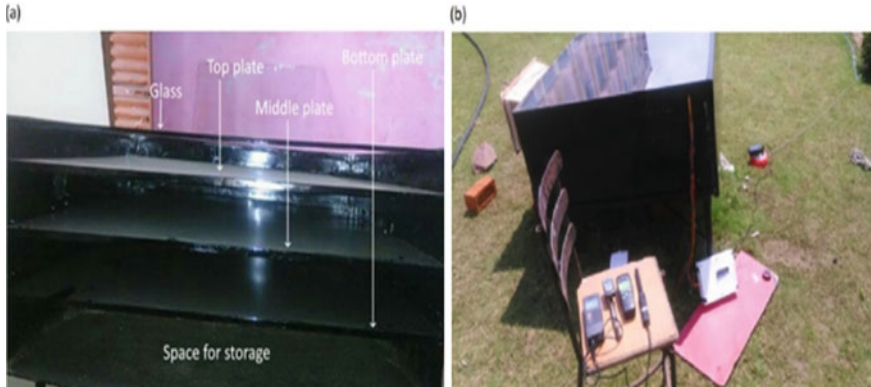 (a)
(b)
Top plate
Bottom plate
Glass
Middle plate
Space for storage